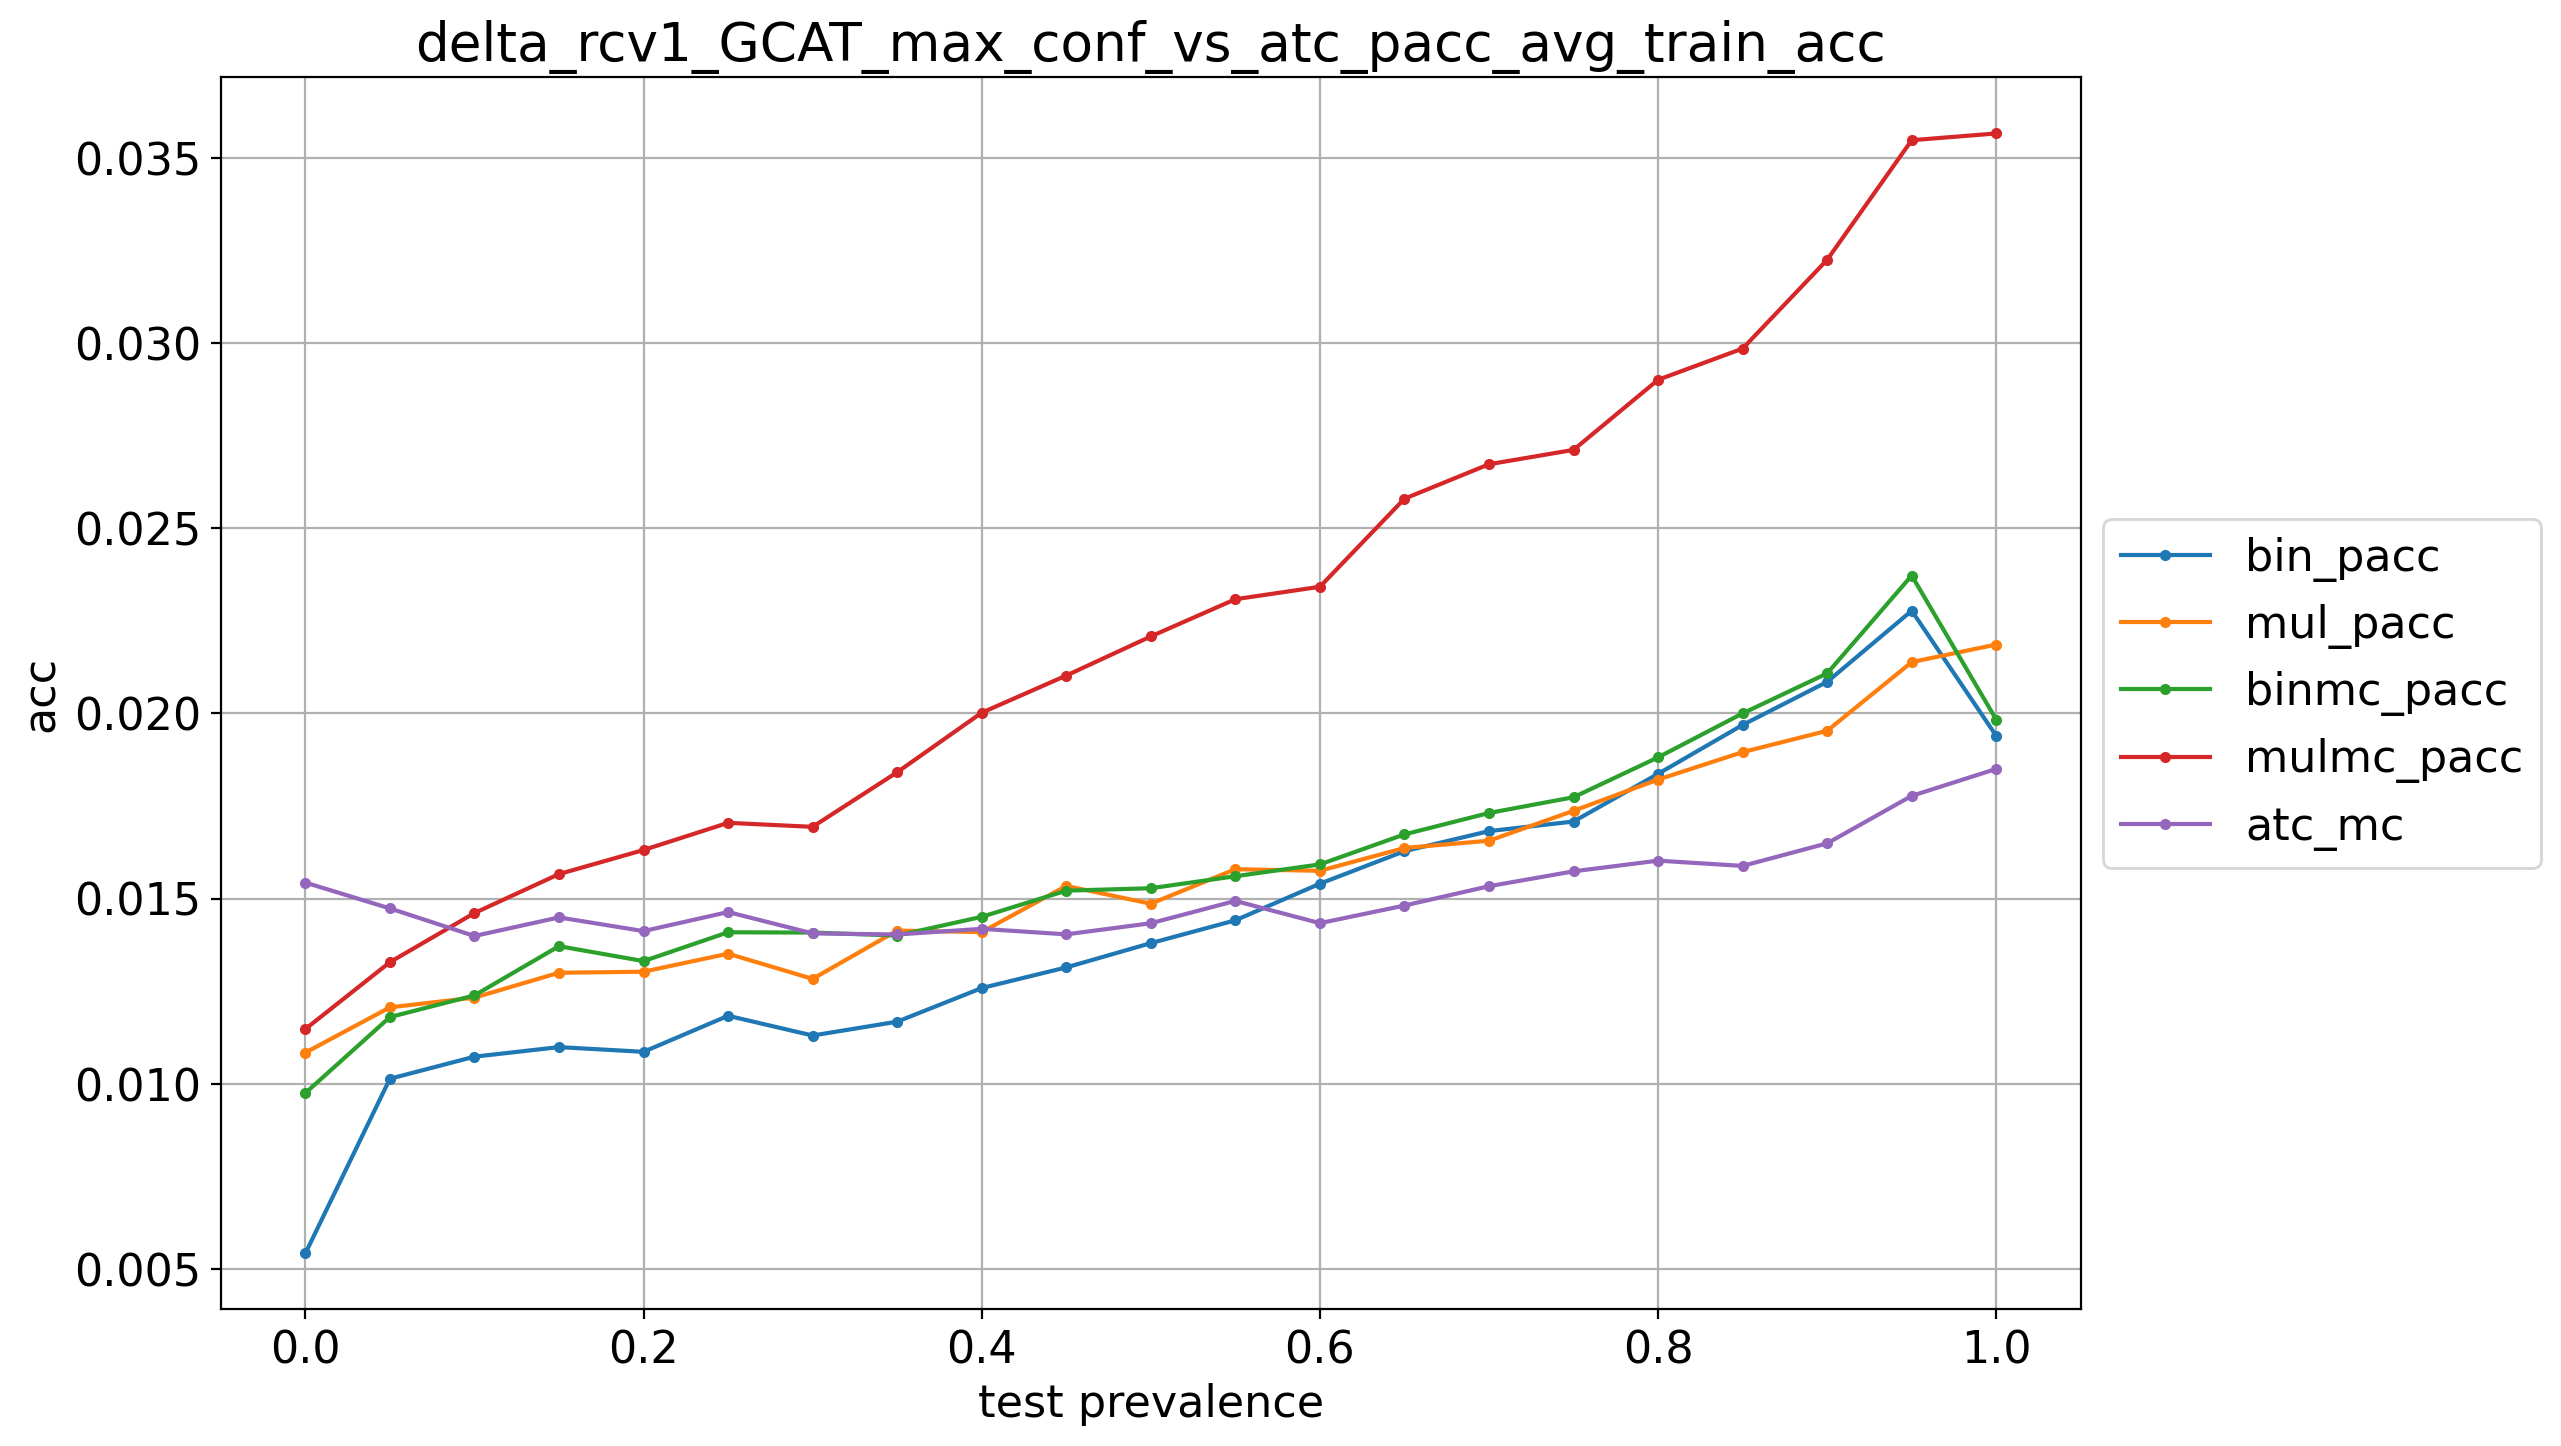 delta_rcv1_GCAT_max_conf_vs_atc_pacc_avg_train_acc
acc
0.035
0.030
0.025
0.020
0.015
0.010
0.005
0.0 0.2 0.4 0.6 0.8 1.0
test prevalence
bin_pacc
mul_pacc
binmc_pacc
mulmc_pacc
atc_mc